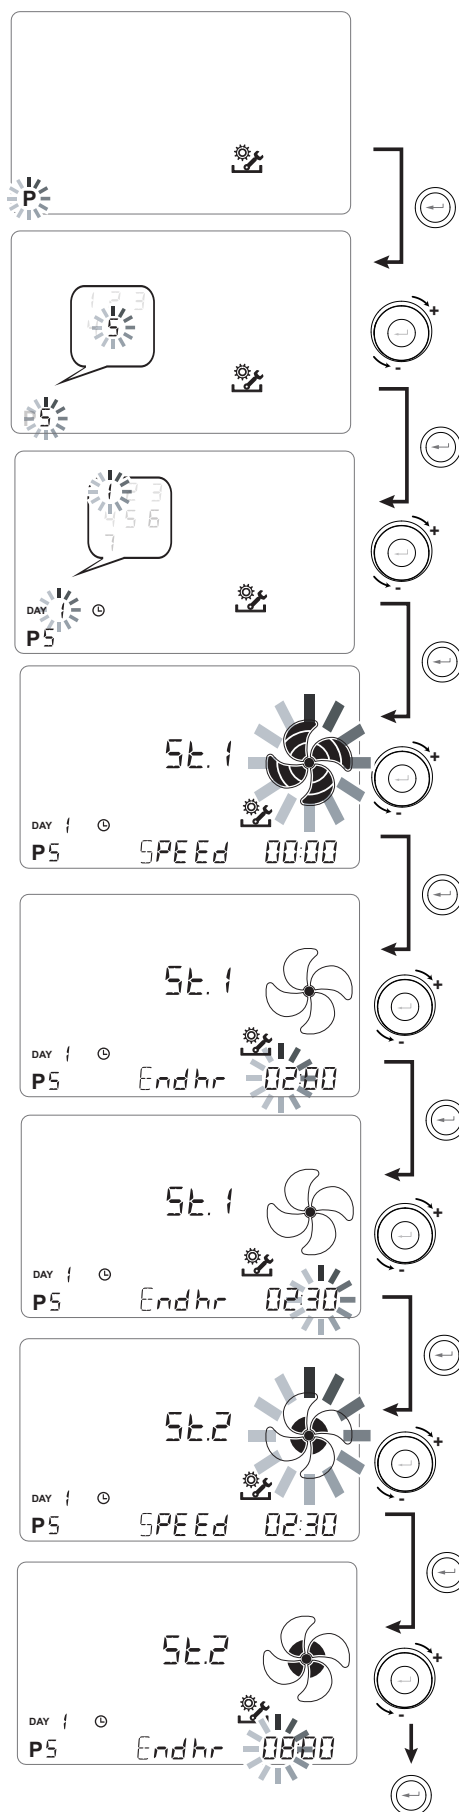 P
1 2 3
4 5
P5
1 2 3
4 5 6
7
DAY 1
P5
St. 1
DAY 1
P5 SPEEd 00:00
St. 1
DAY 1
P5 Endhr 02:00
St. 1
DAY 1
P5 Endhr 02:30
St.2
DAY 1
P5 SPEEd 02:30
St.2
DAY 1
P5 Endhr 08:00
+
-
+
-
+
-
+
-
+
-
+
-
+
-